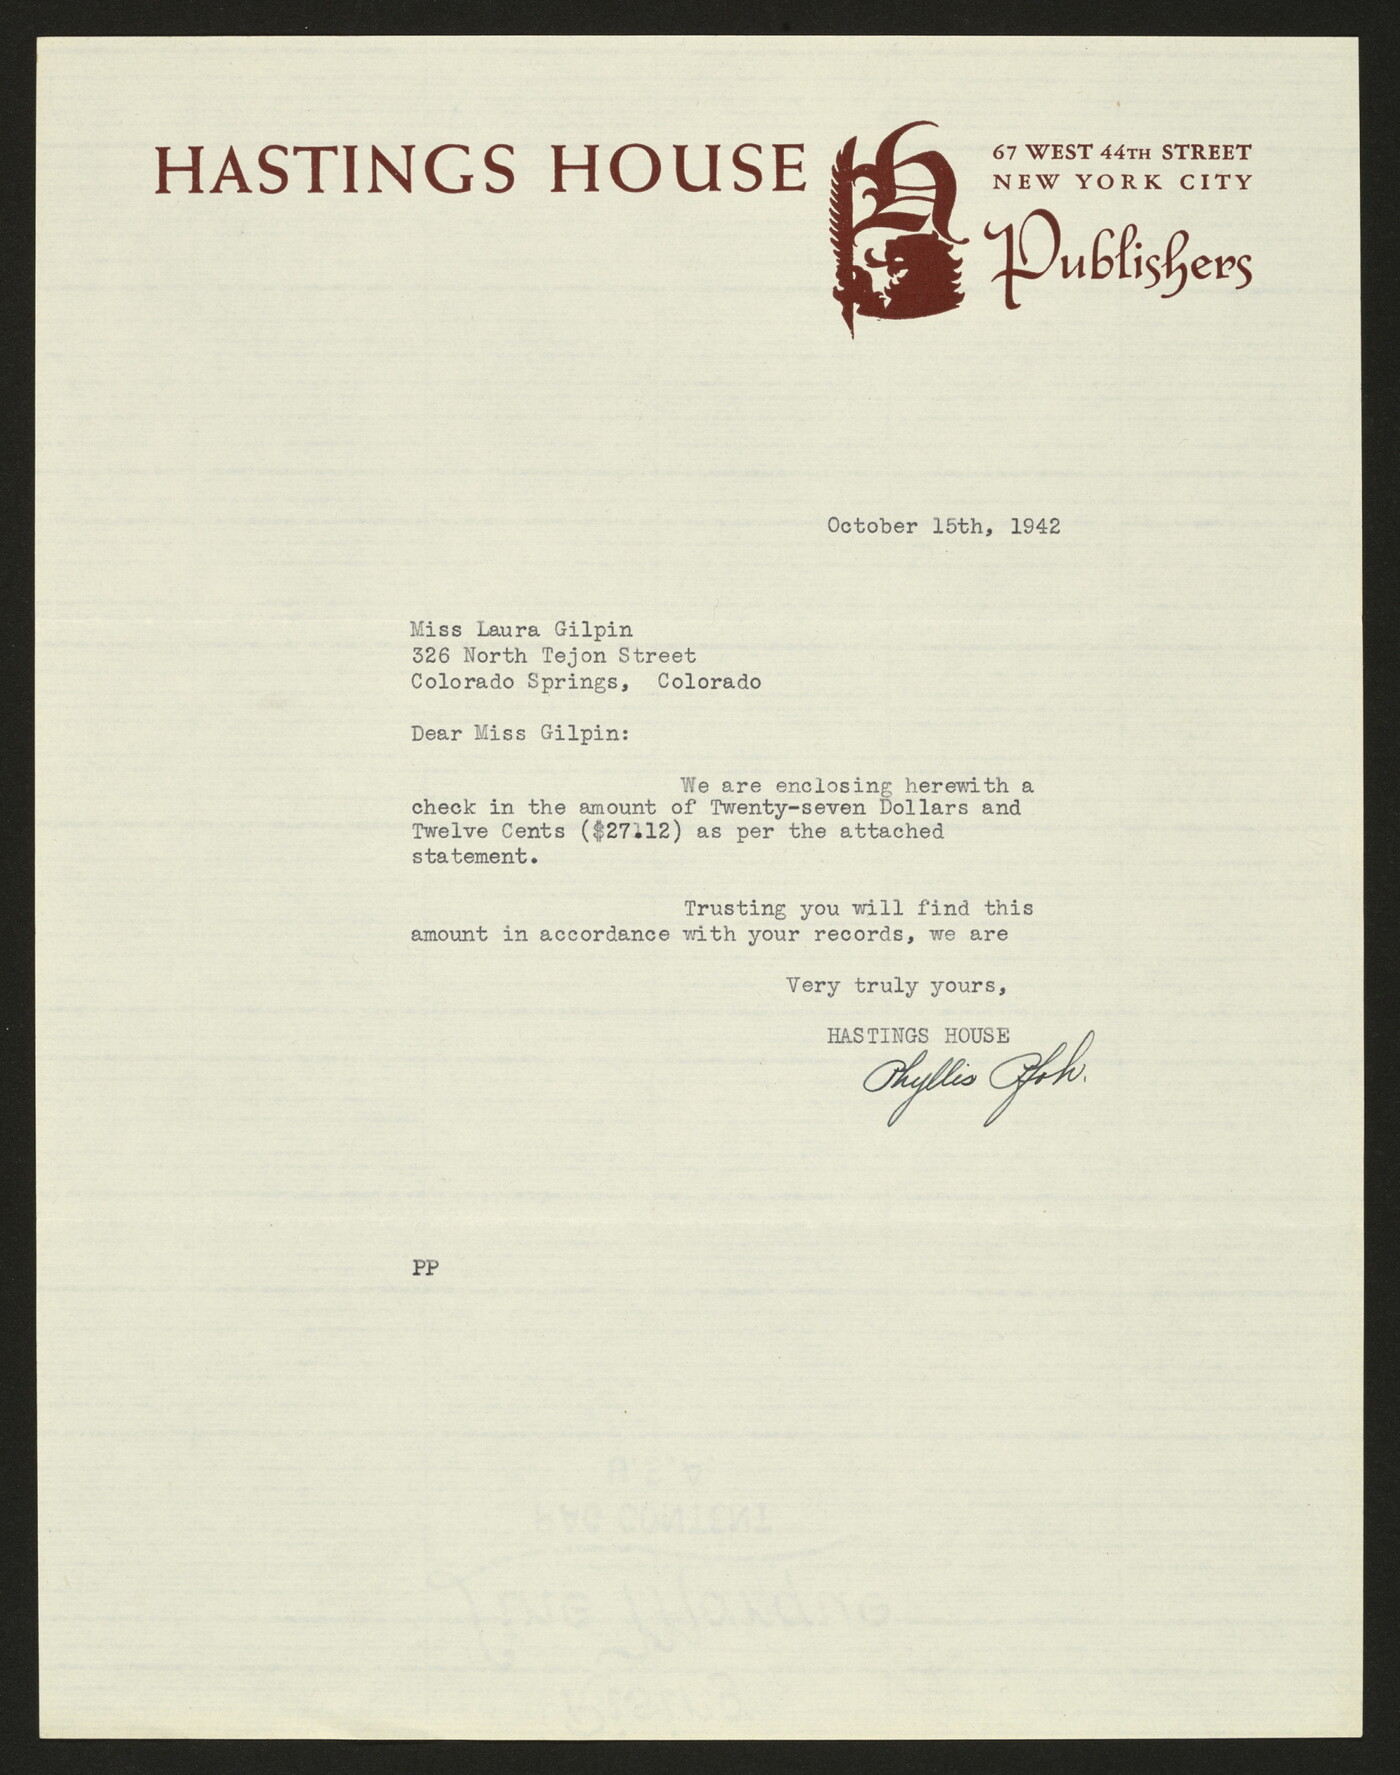 HASTINGS HOUSE
67 WEST 44TH STREET
NEW YORK CITY
Publishers
October 15th, 1942
Miss Laura Gilpin
326 North Tejon Street
Colorado Springs, Colorado
Dear Miss Gilpin:
We are enclosing herewith a
check in the amount of Twenty-seven Dollars and
Twelve Cents ($27.12) as per the attached
statement.
Trusting you will find this
amount in accordance with your records, we are
Very truly yours,
HASTINGS HOUSE
Phyllis
PP
RAG CONTENT